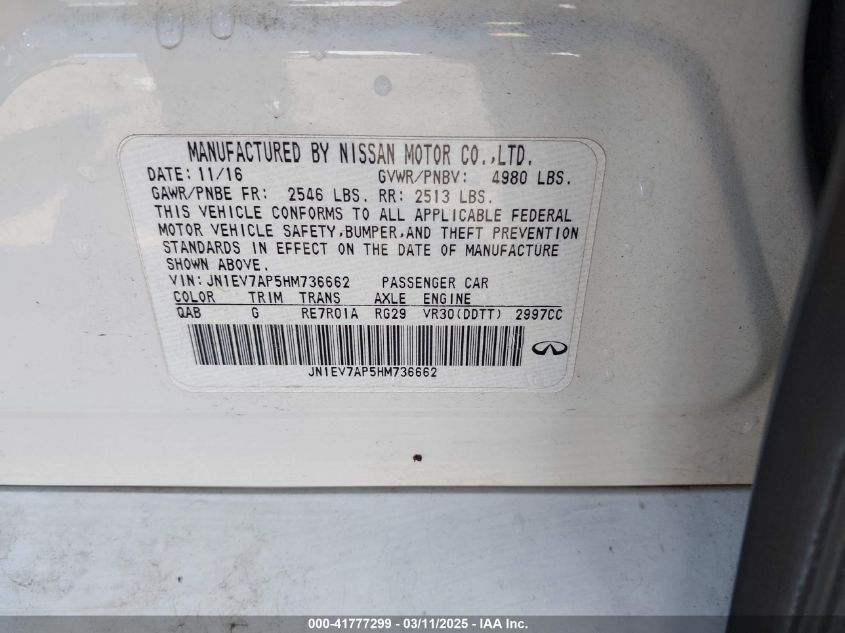 MANUFACTURED BY NISSAN MOTOR CO.,LTD.
DATE: 11/16 GVWR/PNBV: 4980 LBS.
GAWR/PNBE FR: 2546 LBS. RR: 2513 LBS.
THIS VEHICLE CONFORMS TO ALL APPLICABLE FEDERAL
MOTOR VEHICLE SAFETY,BUMPER,AND THEFT PREVENTION
STANDARDS IN EFFECT ON THE DATE OF MANUFACTURE
SHOWN ABOVE.
VIN: JN1EV7AP5HM736662 PASSENGER CAR
COLOR TRIM TRANS AXLE ENGINE
QAB G RE7R01A RG29 VR30(DDTT) 2997CC
JN1EV7AP5HM736662
000-41777299 / 03/11/2025 / IAA Inc.